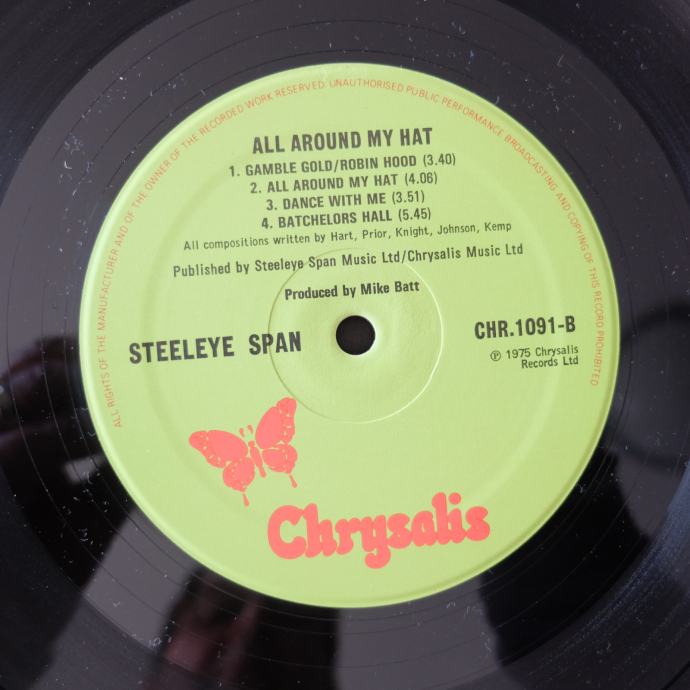 ALL RIGHTS OF THE MANUFACTURER AND OF THE OWNER OF THE RECORDED WORK RESERVED. UNAUTHORISED PUBLIC PERFORMANCE BROADCASTING AND COPYING OF THIS RECORD PROHIBITED
ALL AROUND MY HAT
1. GAMBLE GOLD/ROBIN HOOD (3.40)
2. ALL AROUND MY HAT (4.06)
3. DANCE WITH ME (3.51)
4. BATCHELORS HALL (5.45)
All compositions written by Hart, Prior, Knight, Johnson, Kemp
Published by Steeleye Span Music Ltd/Chrysalis Music Ltd
Produced by Mike Batt
STEELEYE SPAN
CHR.1091-B
℗ 1975 Chrysalis
Records Ltd
Chrysalis